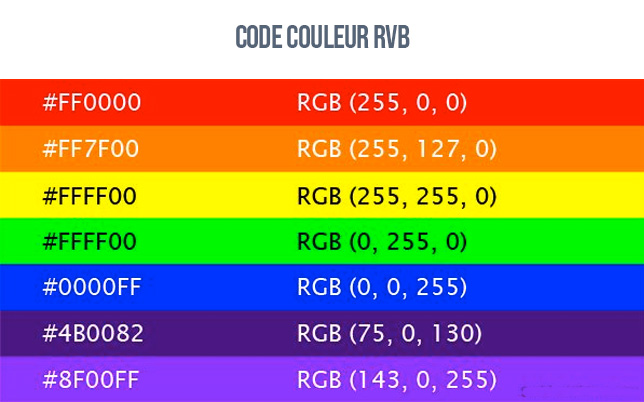 CODE COULEUR RVB
#FF0000 RGB (255, 0, 0)
#FF7F00 RGB (255, 127, 0)
#FFFF00 RGB (255, 255, 0)
#FFFF00 RGB (0, 255, 0)
#0000FF RGB (0, 0, 255)
#4B0082 RGB (75, 0, 130)
#8F00FF RGB (143, 0, 255)